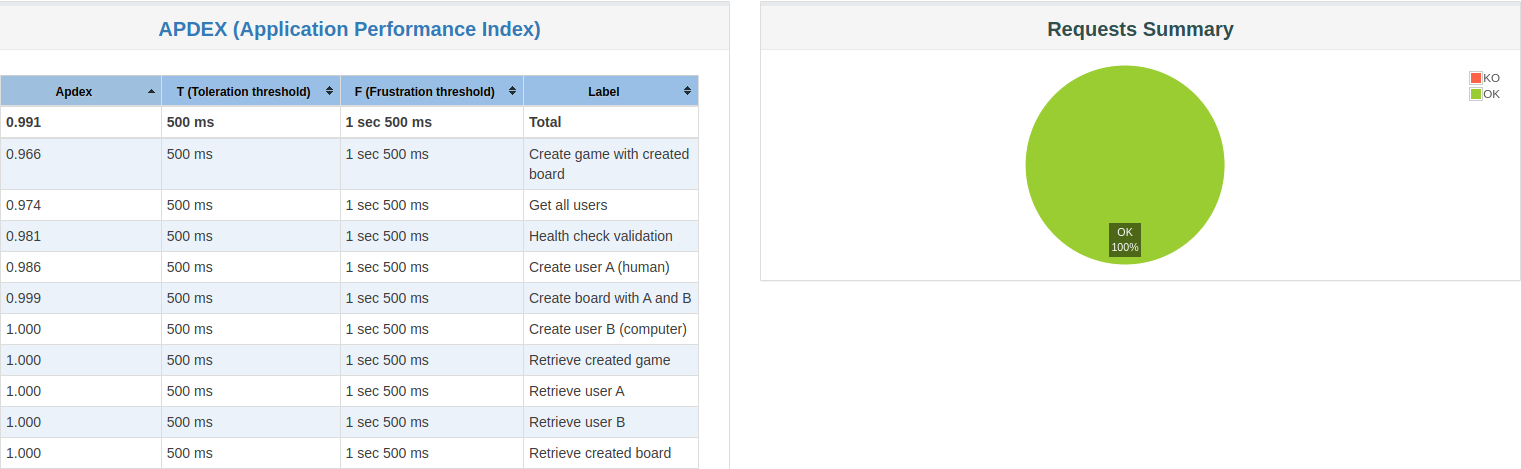 APDEX (Application Performance Index)
Apdex T (Toleration threshold) F (Frustration threshold) Label
0.991 500 ms 1 sec 500 ms Total
0.966 500 ms 1 sec 500 ms Create game with created
board
0.974 500 ms 1 sec 500 ms Get all users
0.981 500 ms 1 sec 500 ms Health check validation
0.986 500 ms 1 sec 500 ms Create user A (human)
0.999 500 ms 1 sec 500 ms Create board with A and B
1.000 500 ms 1 sec 500 ms Create user B (computer)
1.000 500 ms 1 sec 500 ms Retrieve created game
1.000 500 ms 1 sec 500 ms Retrieve user A
1.000 500 ms 1 sec 500 ms Retrieve user B
1.000 500 ms 1 sec 500 ms Retrieve created board
Requests Summary
KO
OK
OK
100%